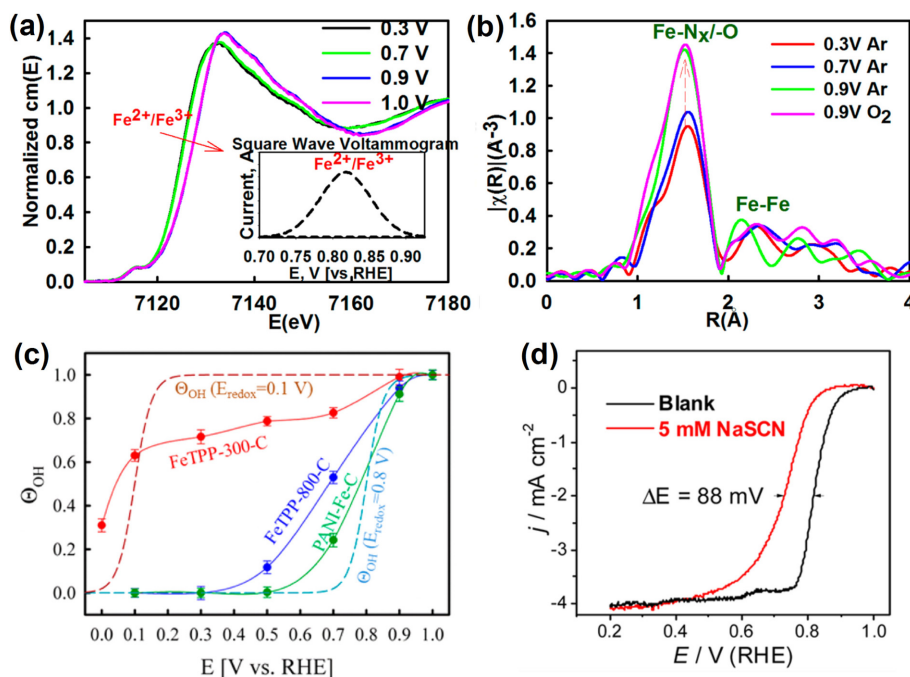 (a)
Normalized cm(E)
1.4
1.2
1.0
0.8
0.6
0.4
0.2
0.0
0.3 V
0.7 V
0.9 V
1.0 V
Fe2+/Fe3+
Square Wave Voltammogram
Fe2+/Fe3+
Current, A
0.70 0.75 0.80 0.84 0.85 0.90
E, V [vs,RHE]
7120 7140 7160 7180
E(eV)
(b)
|χ(R)|(A-3)
1.6
1.4
1.2
1.0
0.8
0.6
0.4
0.2
0.0
Fe-Nx/-O
0.3V Ar
0.7V Ar
0.9V Ar
0.9V O2
Fe-Fe
0 1 2 3 4
R(Å)
(c)
ΘOH
1.0
0.8
0.6
0.4
0.2
0.0
ΘOH (Eredox=0.1 V)
FeTPP-300-C
FeTPP-800-C
PANI-Fe-C
ΘOH (Eredox=0.8 V)
0.0 0.1 0.3 0.5 0.6 0.7 0.9 1.0
E [V vs. RHE]
(d)
j / mA cm-2
0
-1
-2
-3
-4
Blank
5 mM NaSCN
ΔE = 88 mV
0.2 0.4 0.6 0.8 1.0
E / V (RHE)